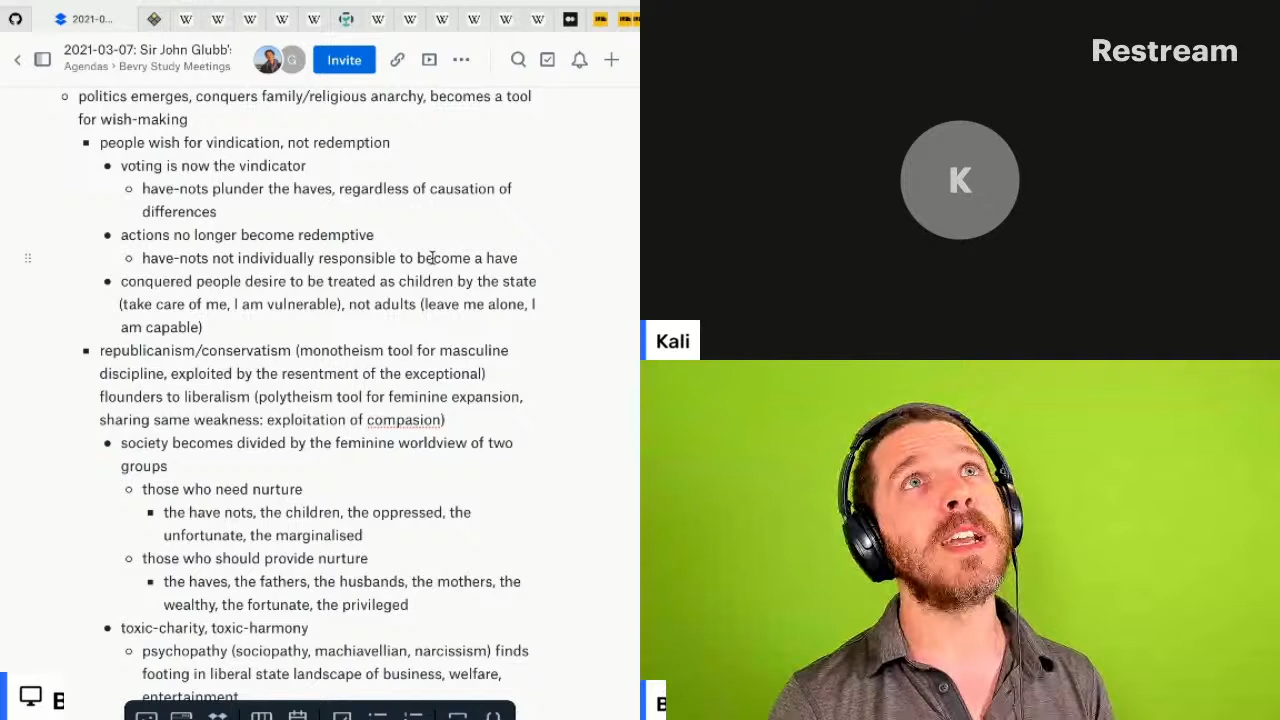 2021-0...
2021-03-07: Sir John Glubb':
Agendas > Bevry Study Meetings
G
Invite
politics emerges, conquers family/religious anarchy, becomes a tool
for wish-making
people wish for vindication, not redemption
voting is now the vindicator
have-nots plunder the haves, regardless of causation of
differences
actions no longer become redemptive
have-nots not individually responsible to become a have
conquered people desire to be treated as children by the state
(take care of me, I am vulnerable), not adults (leave me alone, I
am capable)
republicanism/conservatism (monotheism tool for masculine
discipline, exploited by the resentment of the exceptional)
flounders to liberalism (polytheism tool for feminine expansion,
sharing same weakness: exploitation of compasion)
society becomes divided by the feminine worldview of two
groups
those who need nurture
the have nots, the children, the oppressed, the
unfortunate, the marginalised
those who should provide nurture
the haves, the fathers, the husbands, the mothers, the
wealthy, the fortunate, the privileged
toxic-charity, toxic-harmony
psychopathy (sociopathy, machiavellian, narcissism) finds
footing in liberal state landscape of business, welfare,
entertainment
B
Restream
K
Kali
B